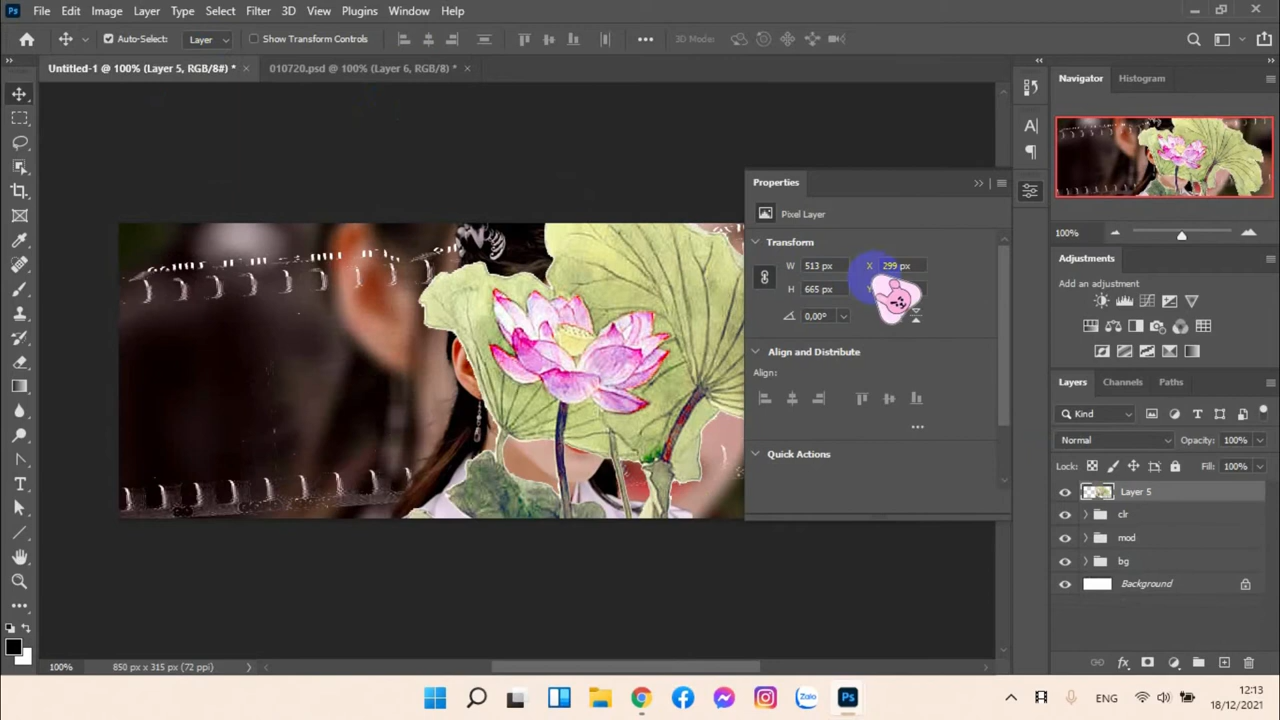 Ps File Edit Image Layer Type Select Filter 3D View Plugins Window Help
Auto-Select: Layer Show Transform Controls 3D Mode:
Untitled-1 @ 100% (Layer 5, RGB/8#) * × 010720.psd @ 100% (Layer 6, RGB/8) * ×
Navigator Histogram
100%
Properties
Pixel Layer
Transform
W 513 px X 299 px
H 665 px
0,00°
Align and Distribute
Align:
Quick Actions
Adjustments
Add an adjustment
Layers Channels Paths
Kind
Normal Opacity: 100%
Lock: Fill: 100%
Layer 5
clr
mod
bg
Background
100% 850 px x 315 px (72 ppi)
Zalo Ps ENG 12:13
18/12/2021